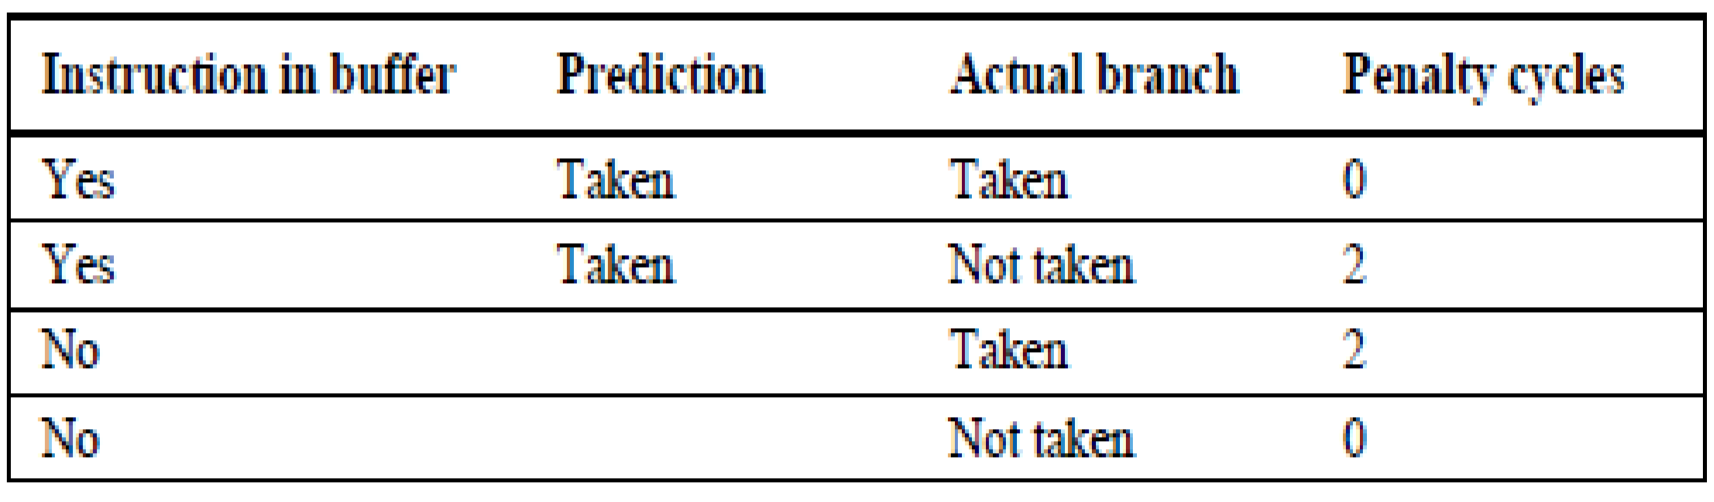 Instruction in buffer Prediction Actual branch Penalty cycles
Yes Taken Taken 0
Yes Taken Not taken 2
No Taken 2
No Not taken 0